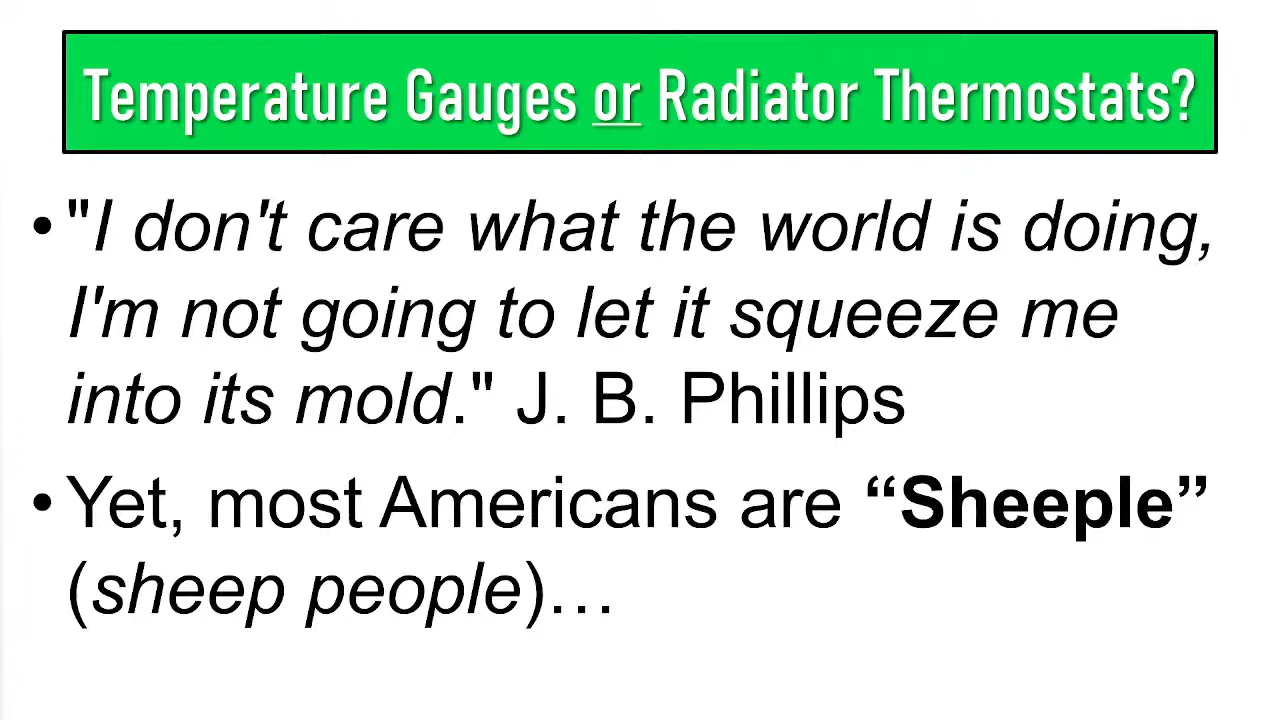 Temperature Gauges or Radiator Thermostats?
• "I don't care what the world is doing,
I'm not going to let it squeeze me
into its mold." J. B. Phillips
• Yet, most Americans are “Sheeple”
(sheep people)…